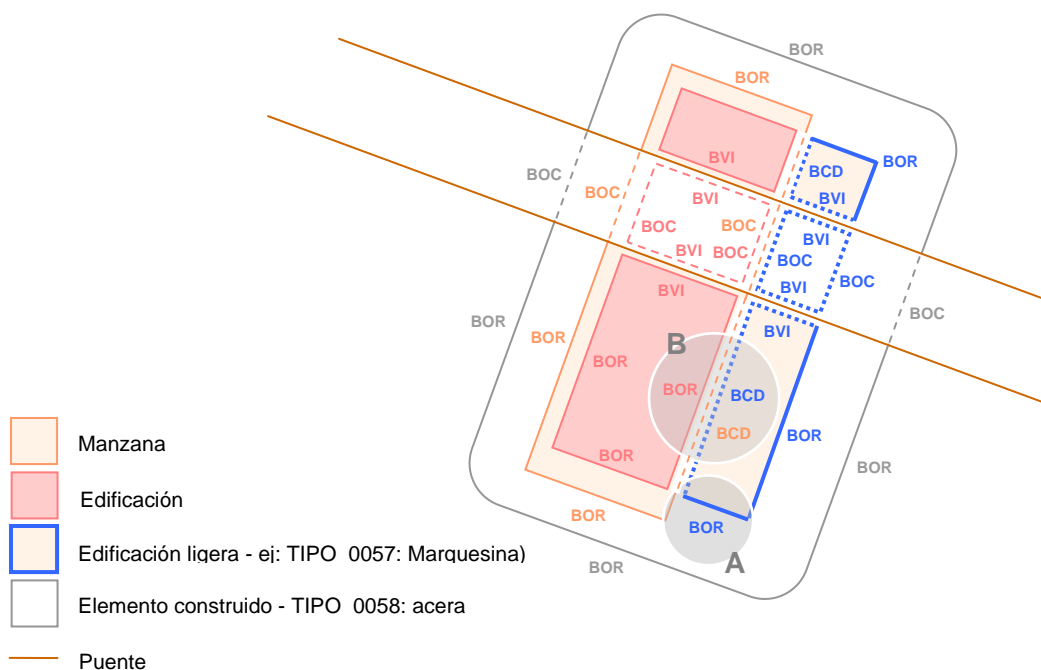 BOR
BOR
BVI
BCD
BOR
BVI
BOC
BOC
BVI
BOC
BOC
BVI
BOC
BVI
BOC
BOC
BVI
BOC
BOC
BVI
BVI
BOR
BOR
BOR
B
BOR
BCD
BCD
BOR
BOR
BOR
BOR
BOR
BOR
A
Manzana
Edificación
Edificación ligera - ej: TIPO 0057: Marquesina)
Elemento construido - TIPO 0058: acera
Puente